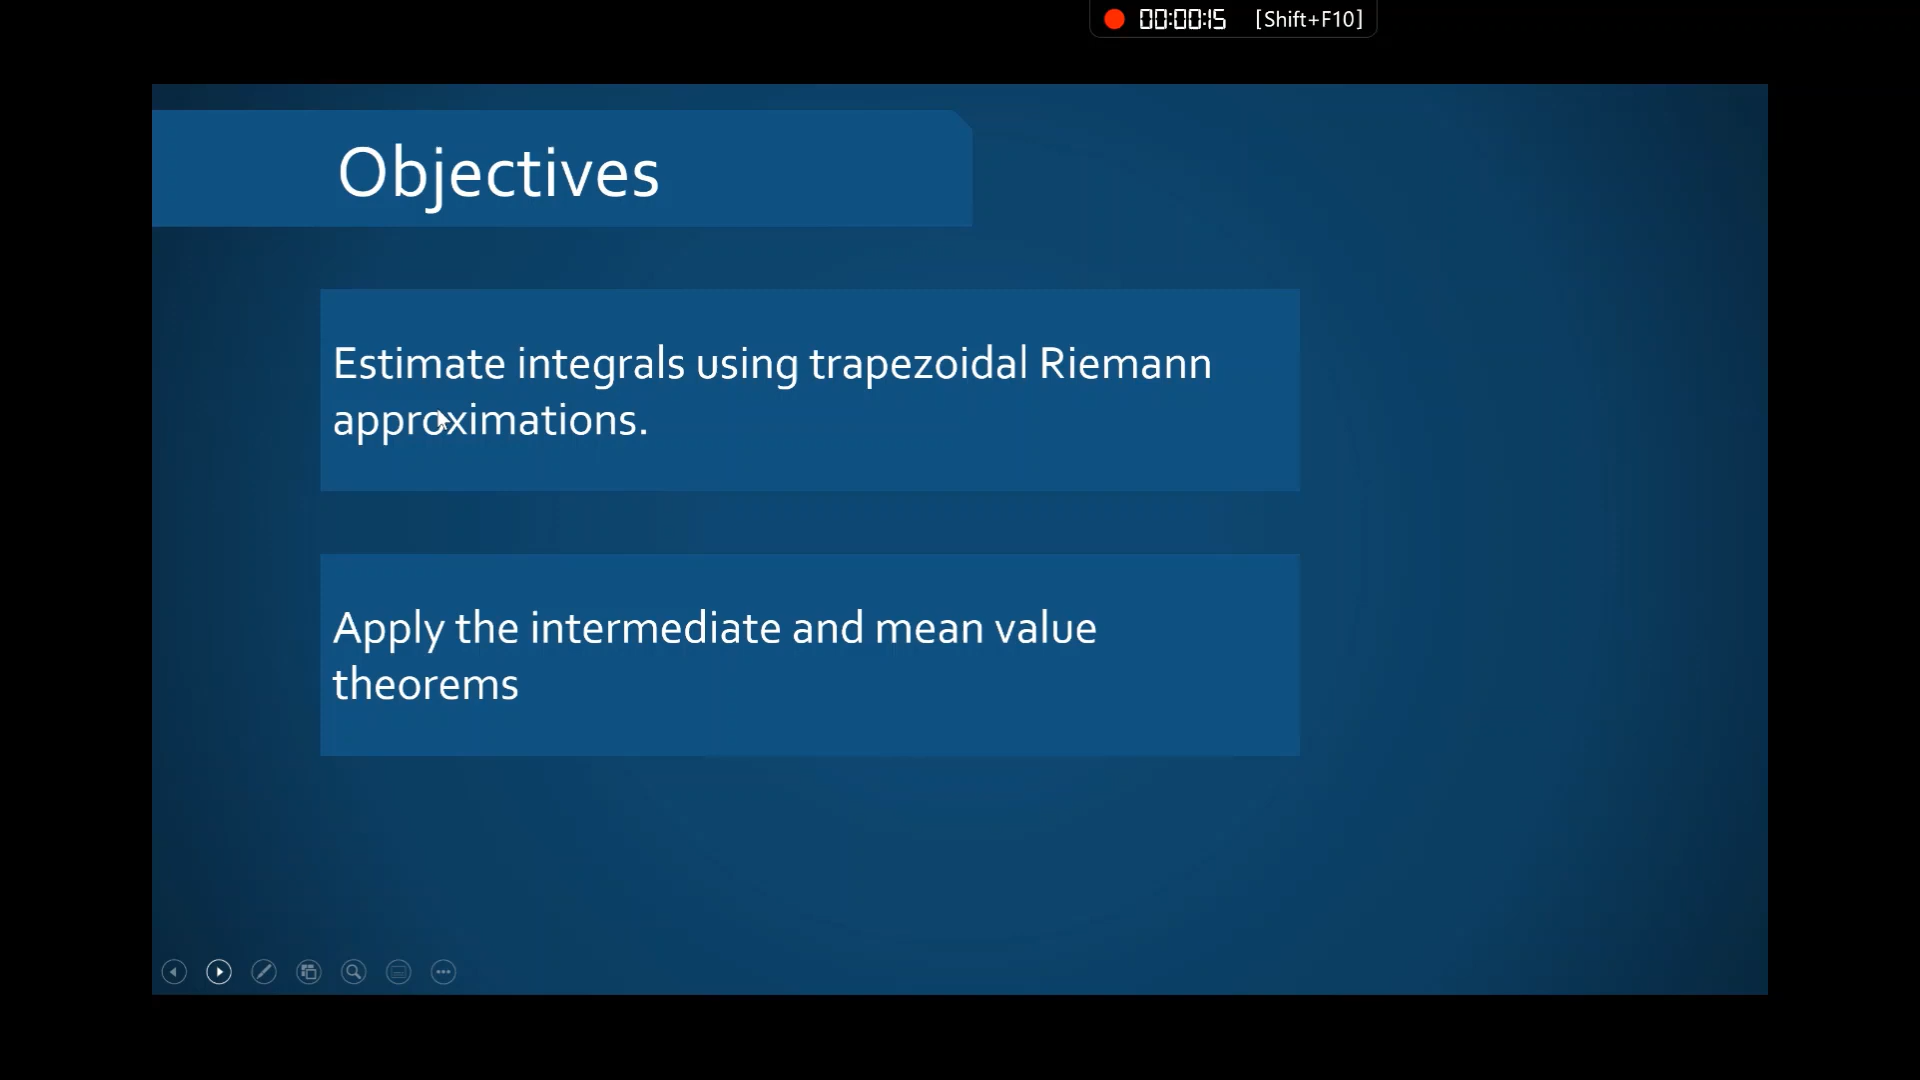 00:00:15 [Shift+F10]
Objectives
Estimate integrals using trapezoidal Riemann
approximations.
Apply the intermediate and mean value
theorems